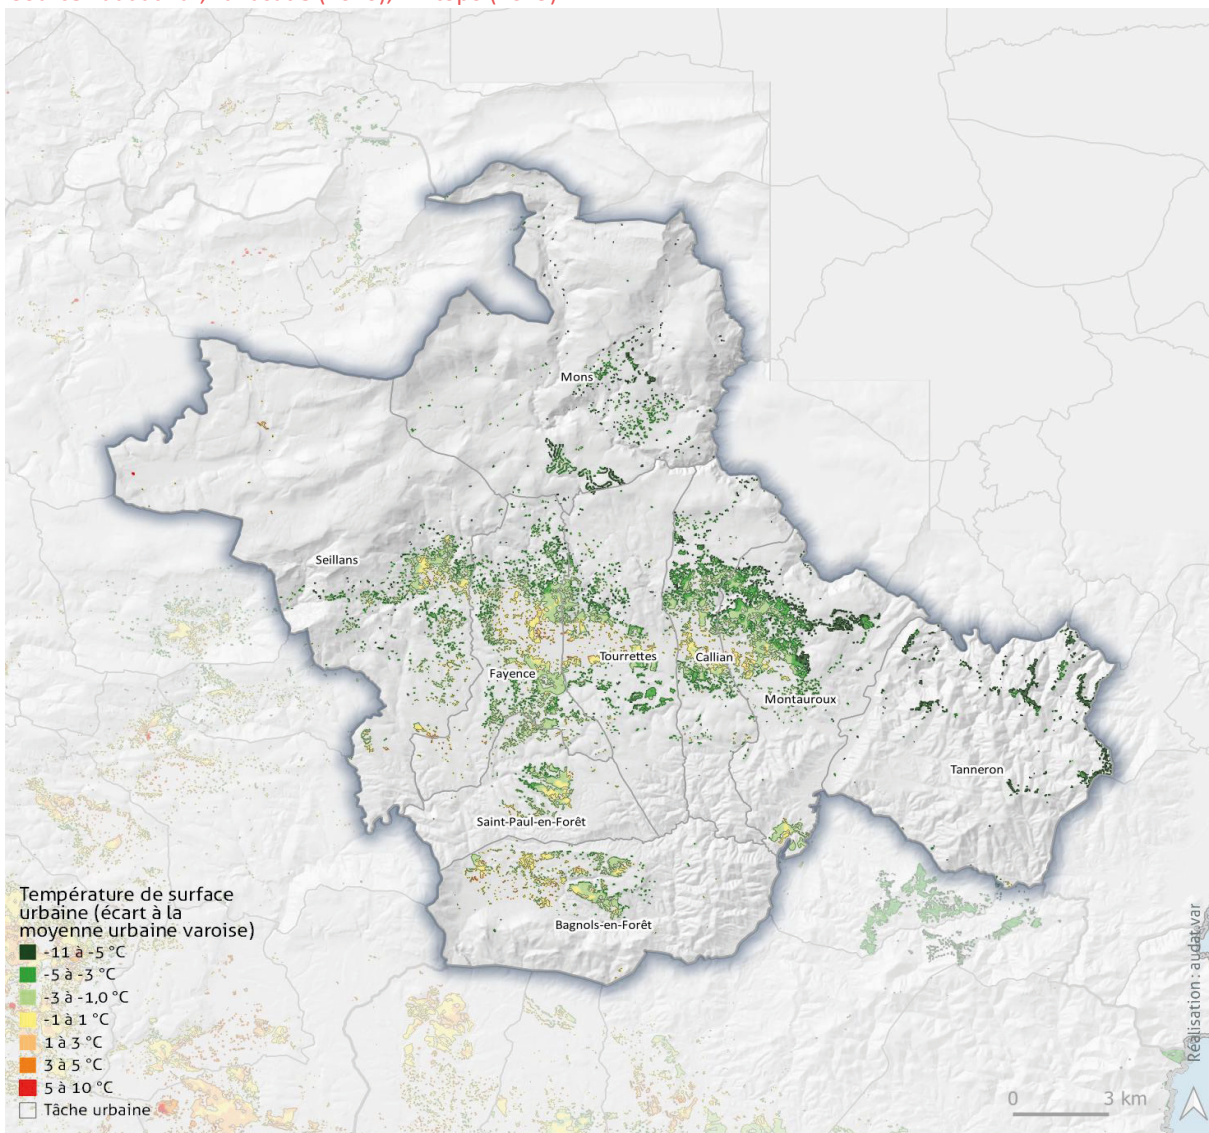 Mons
Seillans
Tourrettes
Callian
Fayence
Montauroux
Tanneron
Saint-Paul-en-Forêt
Bagnols-en-Forêt
Température de surface
urbaine (écart à la
moyenne urbaine varoise)
-11 à -5 °C
-5 à -3 °C
-3 à -1,0 °C
-1 à 1 °C
1 à 3 °C
3 à 5 °C
5 à 10 °C
Tâche urbaine
0 3 km
Réalisation : audat.var